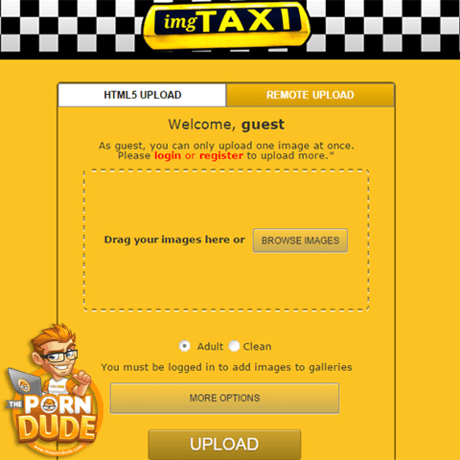 imgTAXI
HTML5 UPLOAD
REMOTE UPLOAD
Welcome, guest
As guest, you can only upload one image at once.
Please login or register to upload more."
Drag your images here or
BROWSE IMAGES
Adult
Clean
You must be logged in to add images to galleries
MORE OPTIONS
UPLOAD
THE
PORN
DUDE